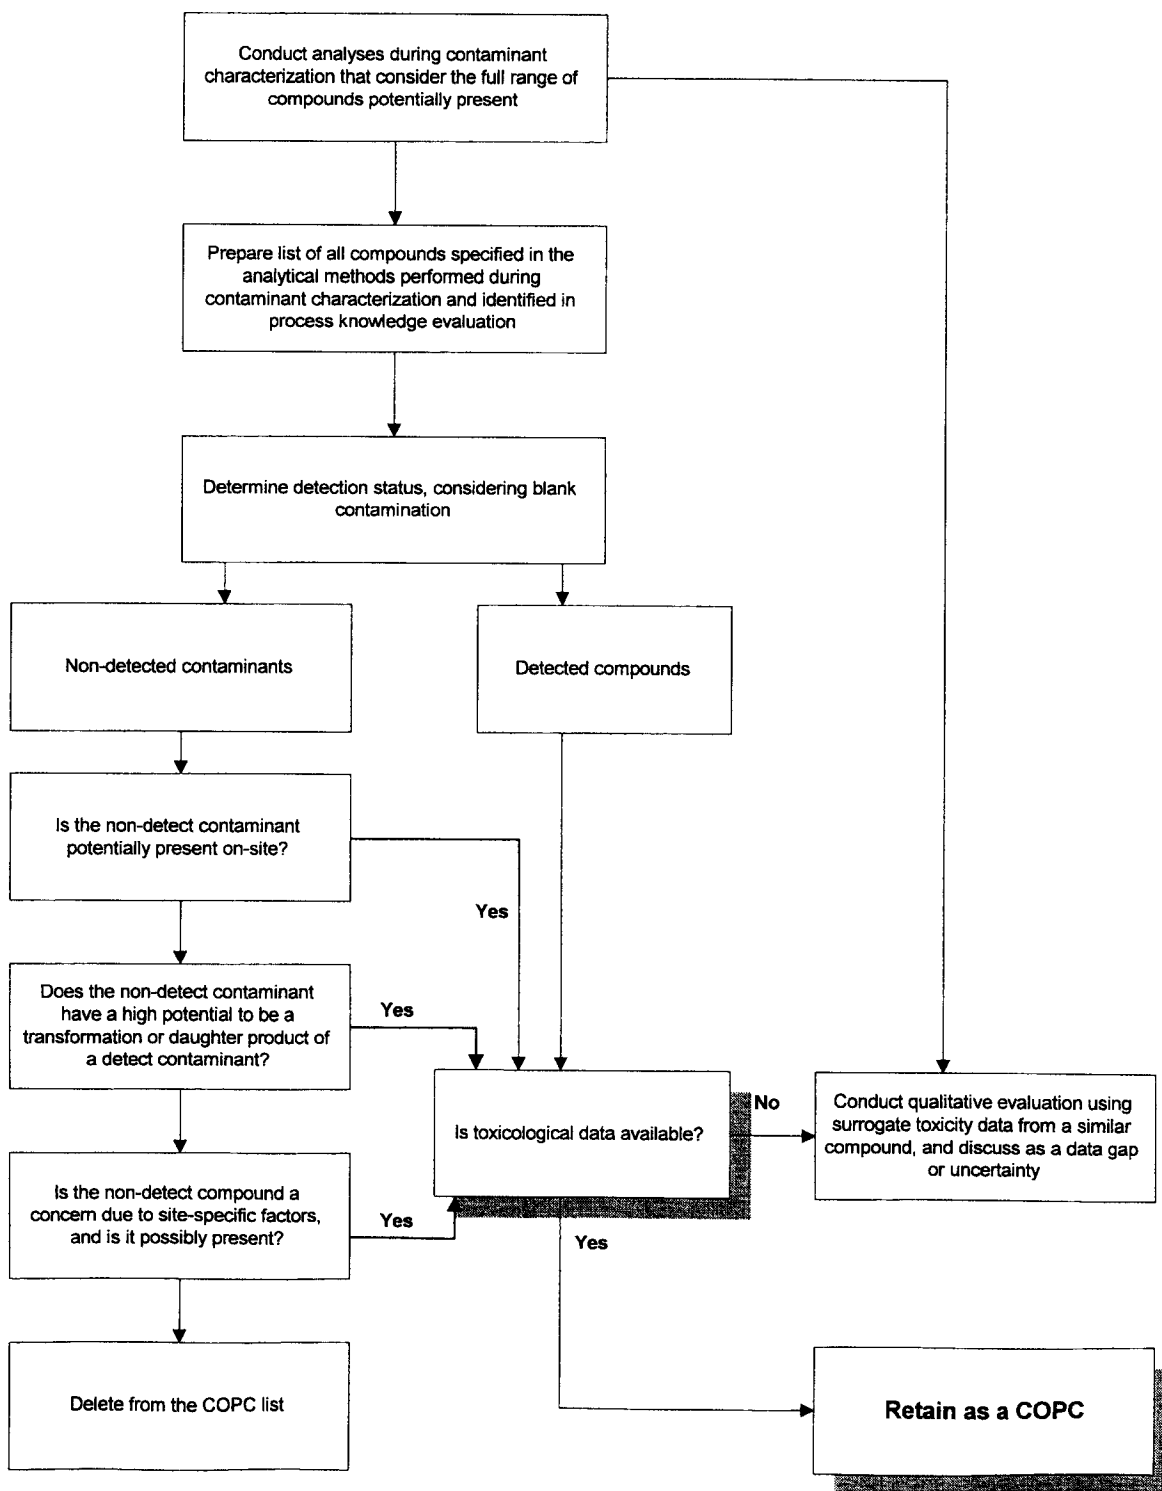 Conduct analyses during contaminant
characterization that consider the full range of
compounds potentially present
Prepare list of all compounds specified in the
analytical methods performed during
contaminant characterization and identified in
process knowledge evaluation
Determine detection status, considering blank
contamination
Non-detected contaminants
Detected compounds
Is the non-detect contaminant
potentially present on-site?
Yes
Does the non-detect contaminant
have a high potential to be a
transformation or daughter product of
a detect contaminant?
Yes
Is toxicological data available?
No
Conduct qualitative evaluation using
surrogate toxicity data from a similar
compound, and discuss as a data gap
or uncertainty
Is the non-detect compound a
concern due to site-specific factors,
and is it possibly present?
Yes
Yes
Delete from the COPC list
Retain as a COPC